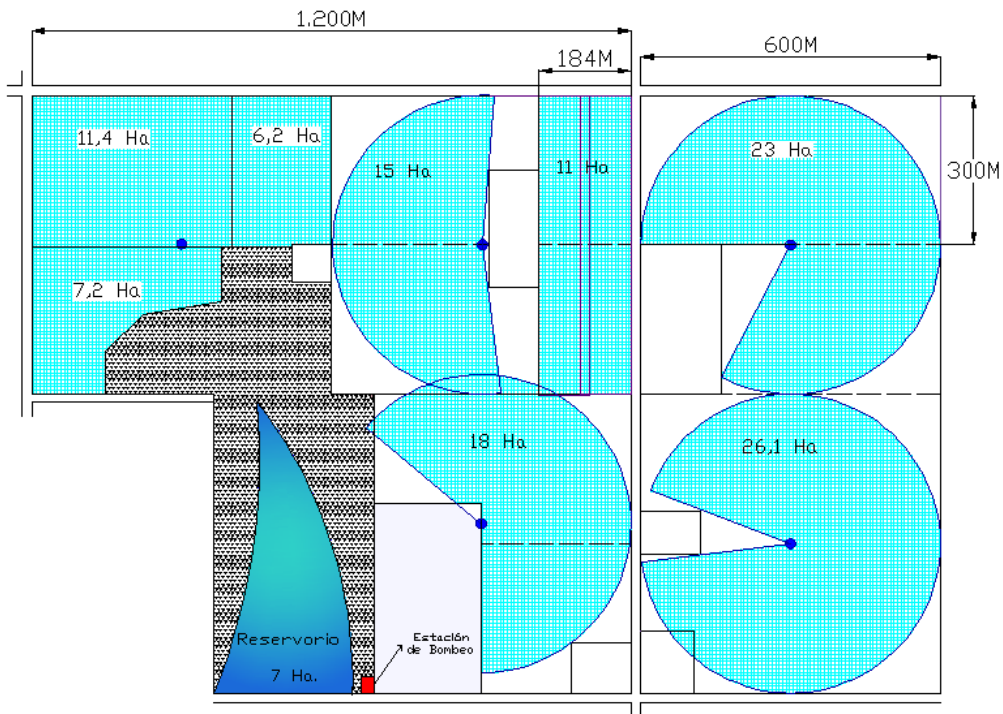 1.200M
600M
184M
11,4 Ha
6,2 Ha
15 Ha
11 Ha
23 Ha
300M
7,2 Ha
18 Ha
26,1 Ha
Reservorio
7 Ha.
Estación
de Bombeo